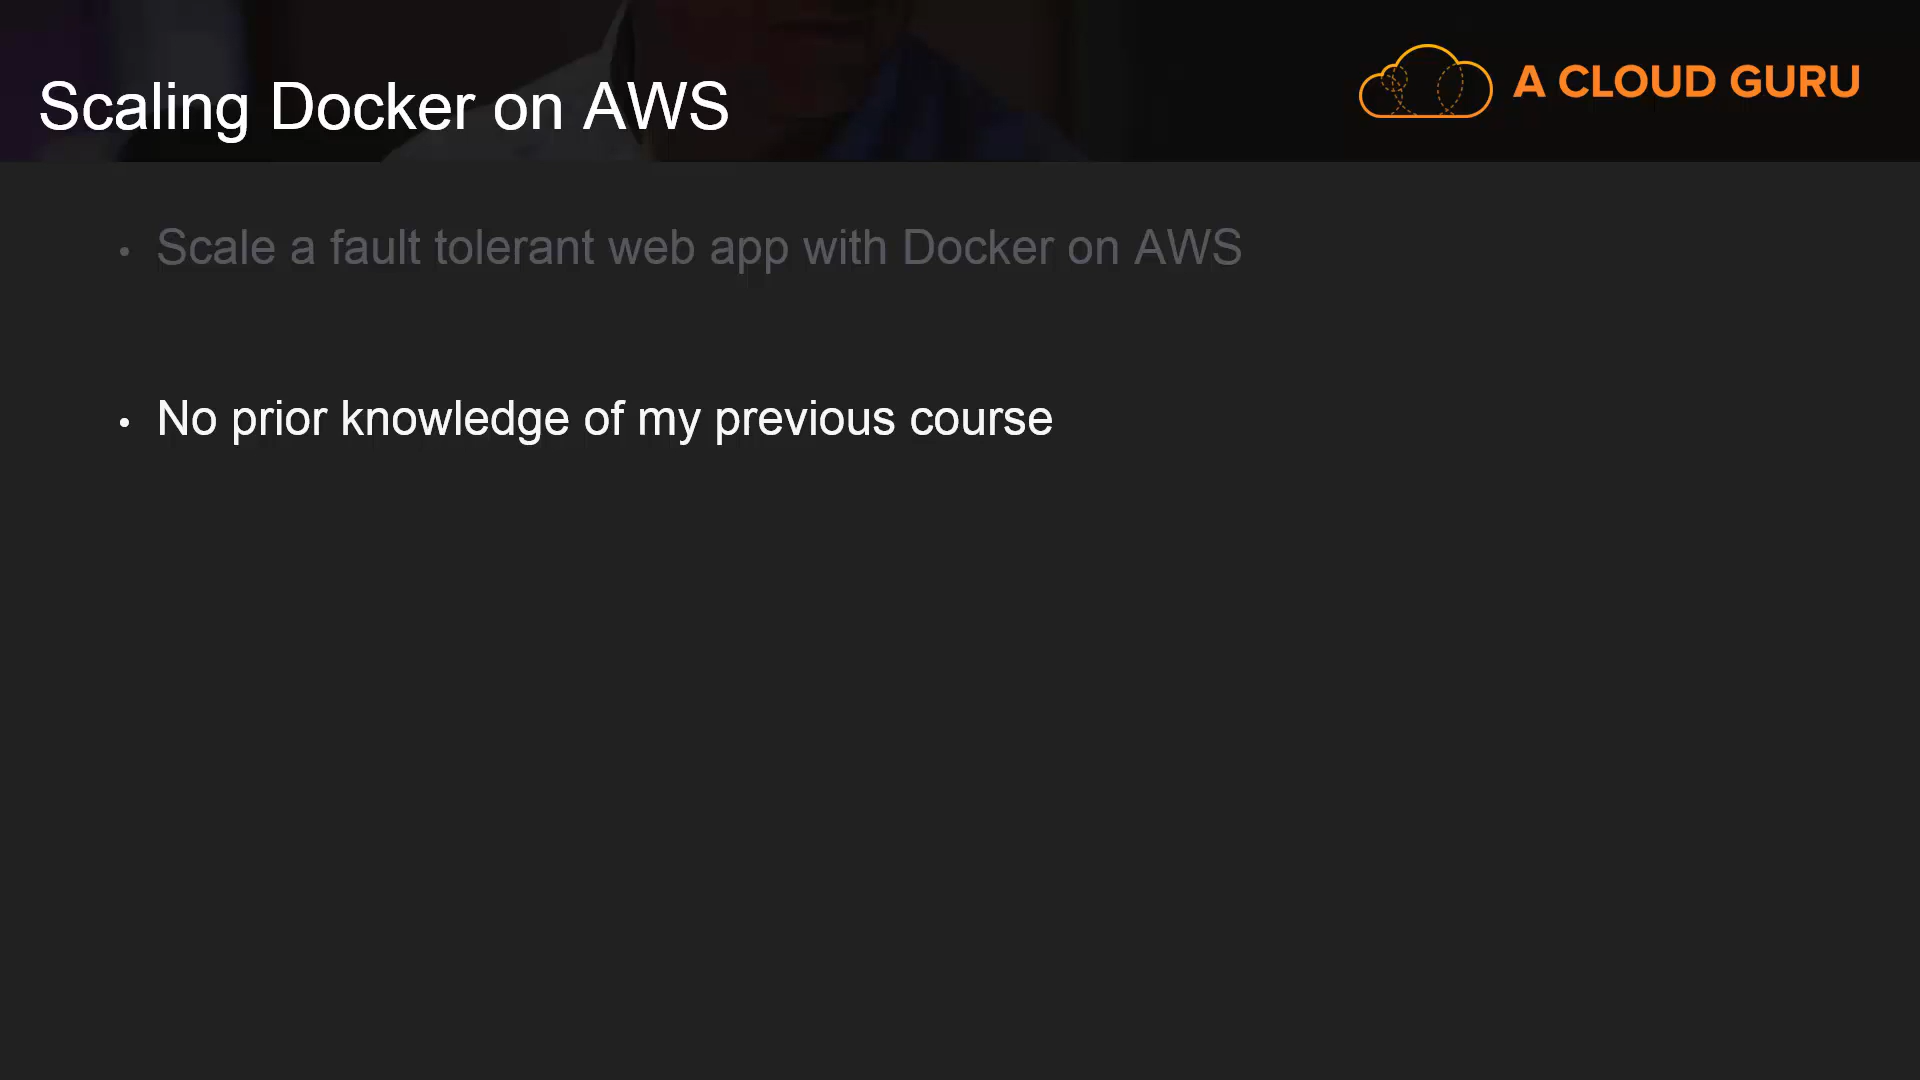 Scaling Docker on AWS
A CLOUD GURU
• Scale a fault tolerant web app with Docker on AWS
• No prior knowledge of my previous course